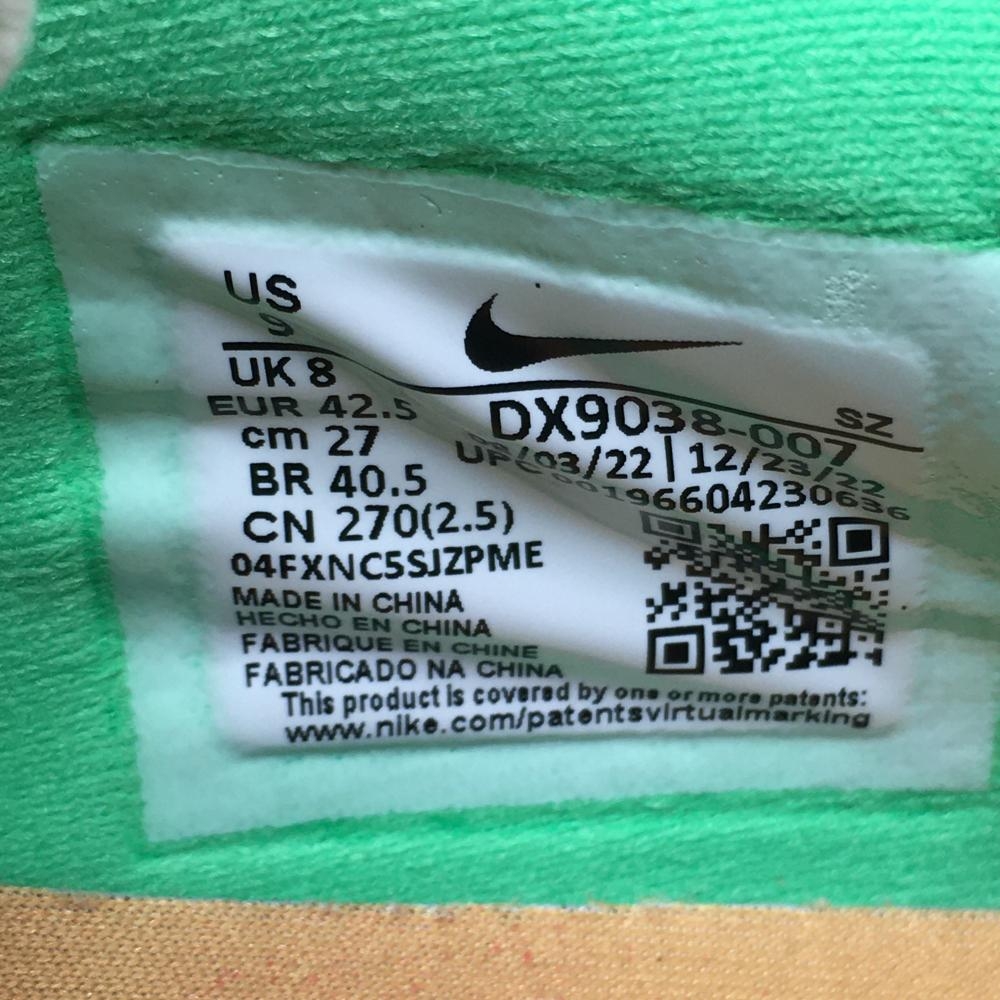 US
9
UK 8
EUR 42.5
cm 27
BR 40.5
CN 270(2.5)
04FXNC5SJZPME
MADE IN CHINA
HECHO EN CHINA
FABRIQUE EN CHINE
FABRICADO NA CHINA
SZ
DX9038-007
/03/22 | 12/23/22
UPC 00196604230636
This product is covered by one or more patents:
www.nike.com/patentsvirtualmarking